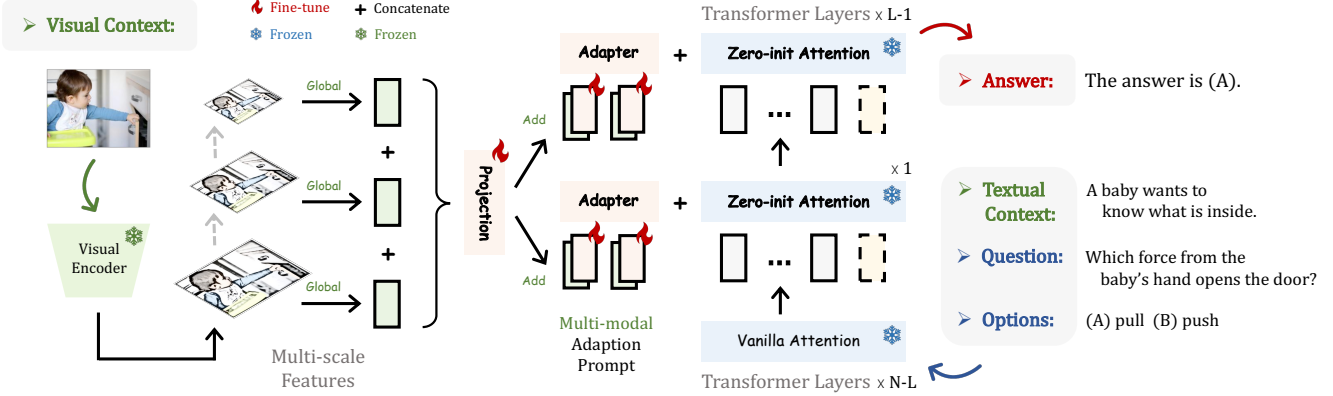 Visual Context:
Fine-tune
Concatenate
Frozen
Frozen
Visual
Encoder
Global
Global
Global
+
+
Multi-scale
Features
Projection
Add
Add
Adapter
Adapter
Multi-modal
Adaption
Prompt
Transformer Layers x L-1
+
Zero-init Attention
...
x 1
+
Zero-init Attention
...
Vanilla Attention
Transformer Layers x N-L
Answer:
The answer is (A).
Textual
Context:
A baby wants to
know what is inside.
Question:
Which force from the
baby's hand opens the door?
Options:
(A) pull (B) push